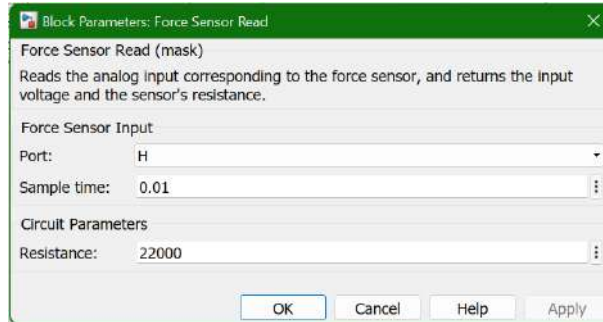 Block Parameters: Force Sensor Read
Force Sensor Read (mask)
Reads the analog input corresponding to the force sensor, and returns the input
voltage and the sensor's resistance.
Force Sensor Input
Port: H
Sample time: 0.01
Circuit Parameters
Resistance: 22000
OK Cancel Help Apply